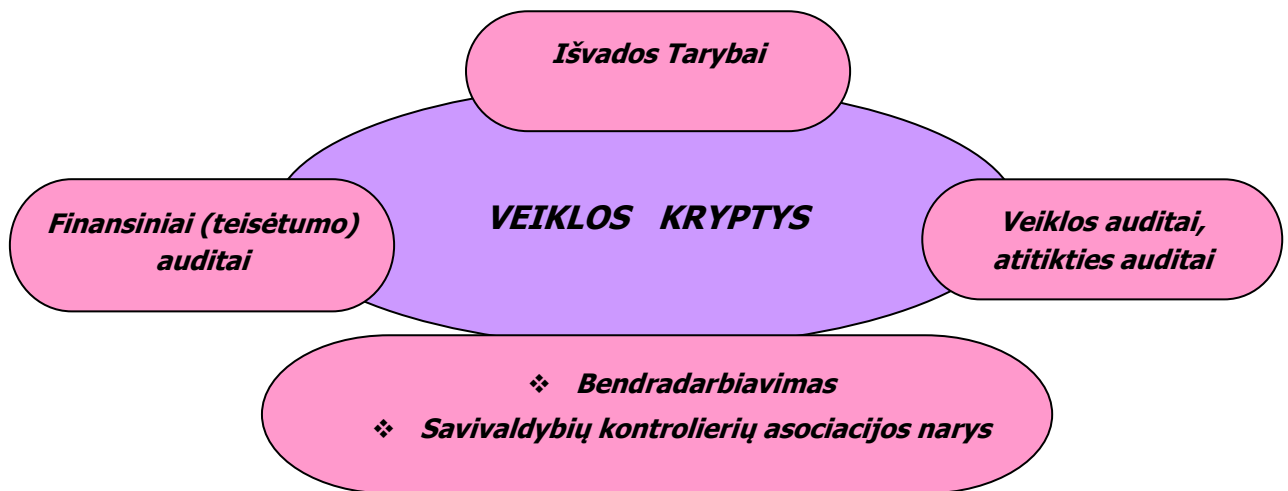 Išvados Tarybai
Finansiniai (teisėtumo)
auditai
VEIKLOS KRYPTYS
Veiklos auditai,
atitikties auditai
❖ Bendradarbiavimas
❖ Savivaldybių kontrolierių asociacijos narys